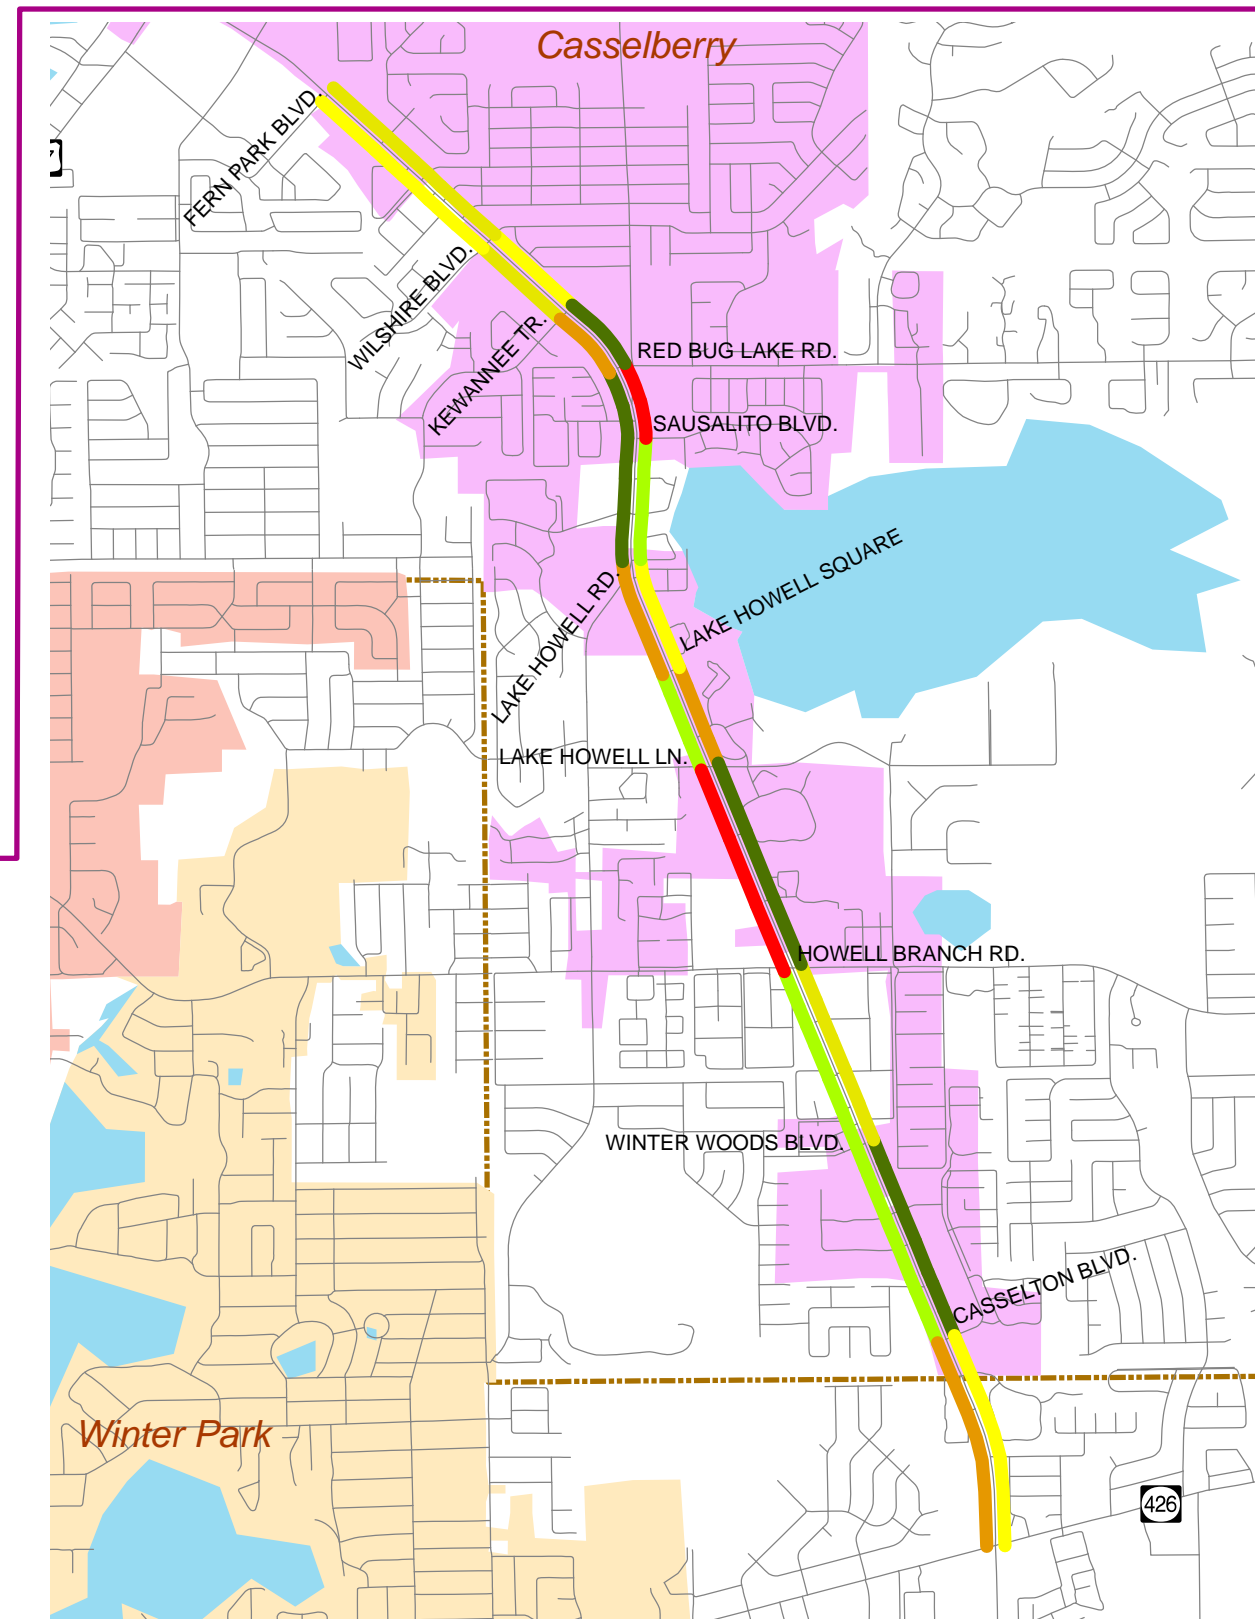 Casselberry
FERN PARK BLVD.
WILSHIRE BLVD.
KEWANNEE TR.
RED BUG LAKE RD.
SAUSALITO BLVD.
LAKE HOWELL SQUARE
LAKE HOWELL RD.
LAKE HOWELL LN.
HOWELL BRANCH RD.
WINTER WOODS BLVD.
CASSELTON BLVD.
Winter Park
426